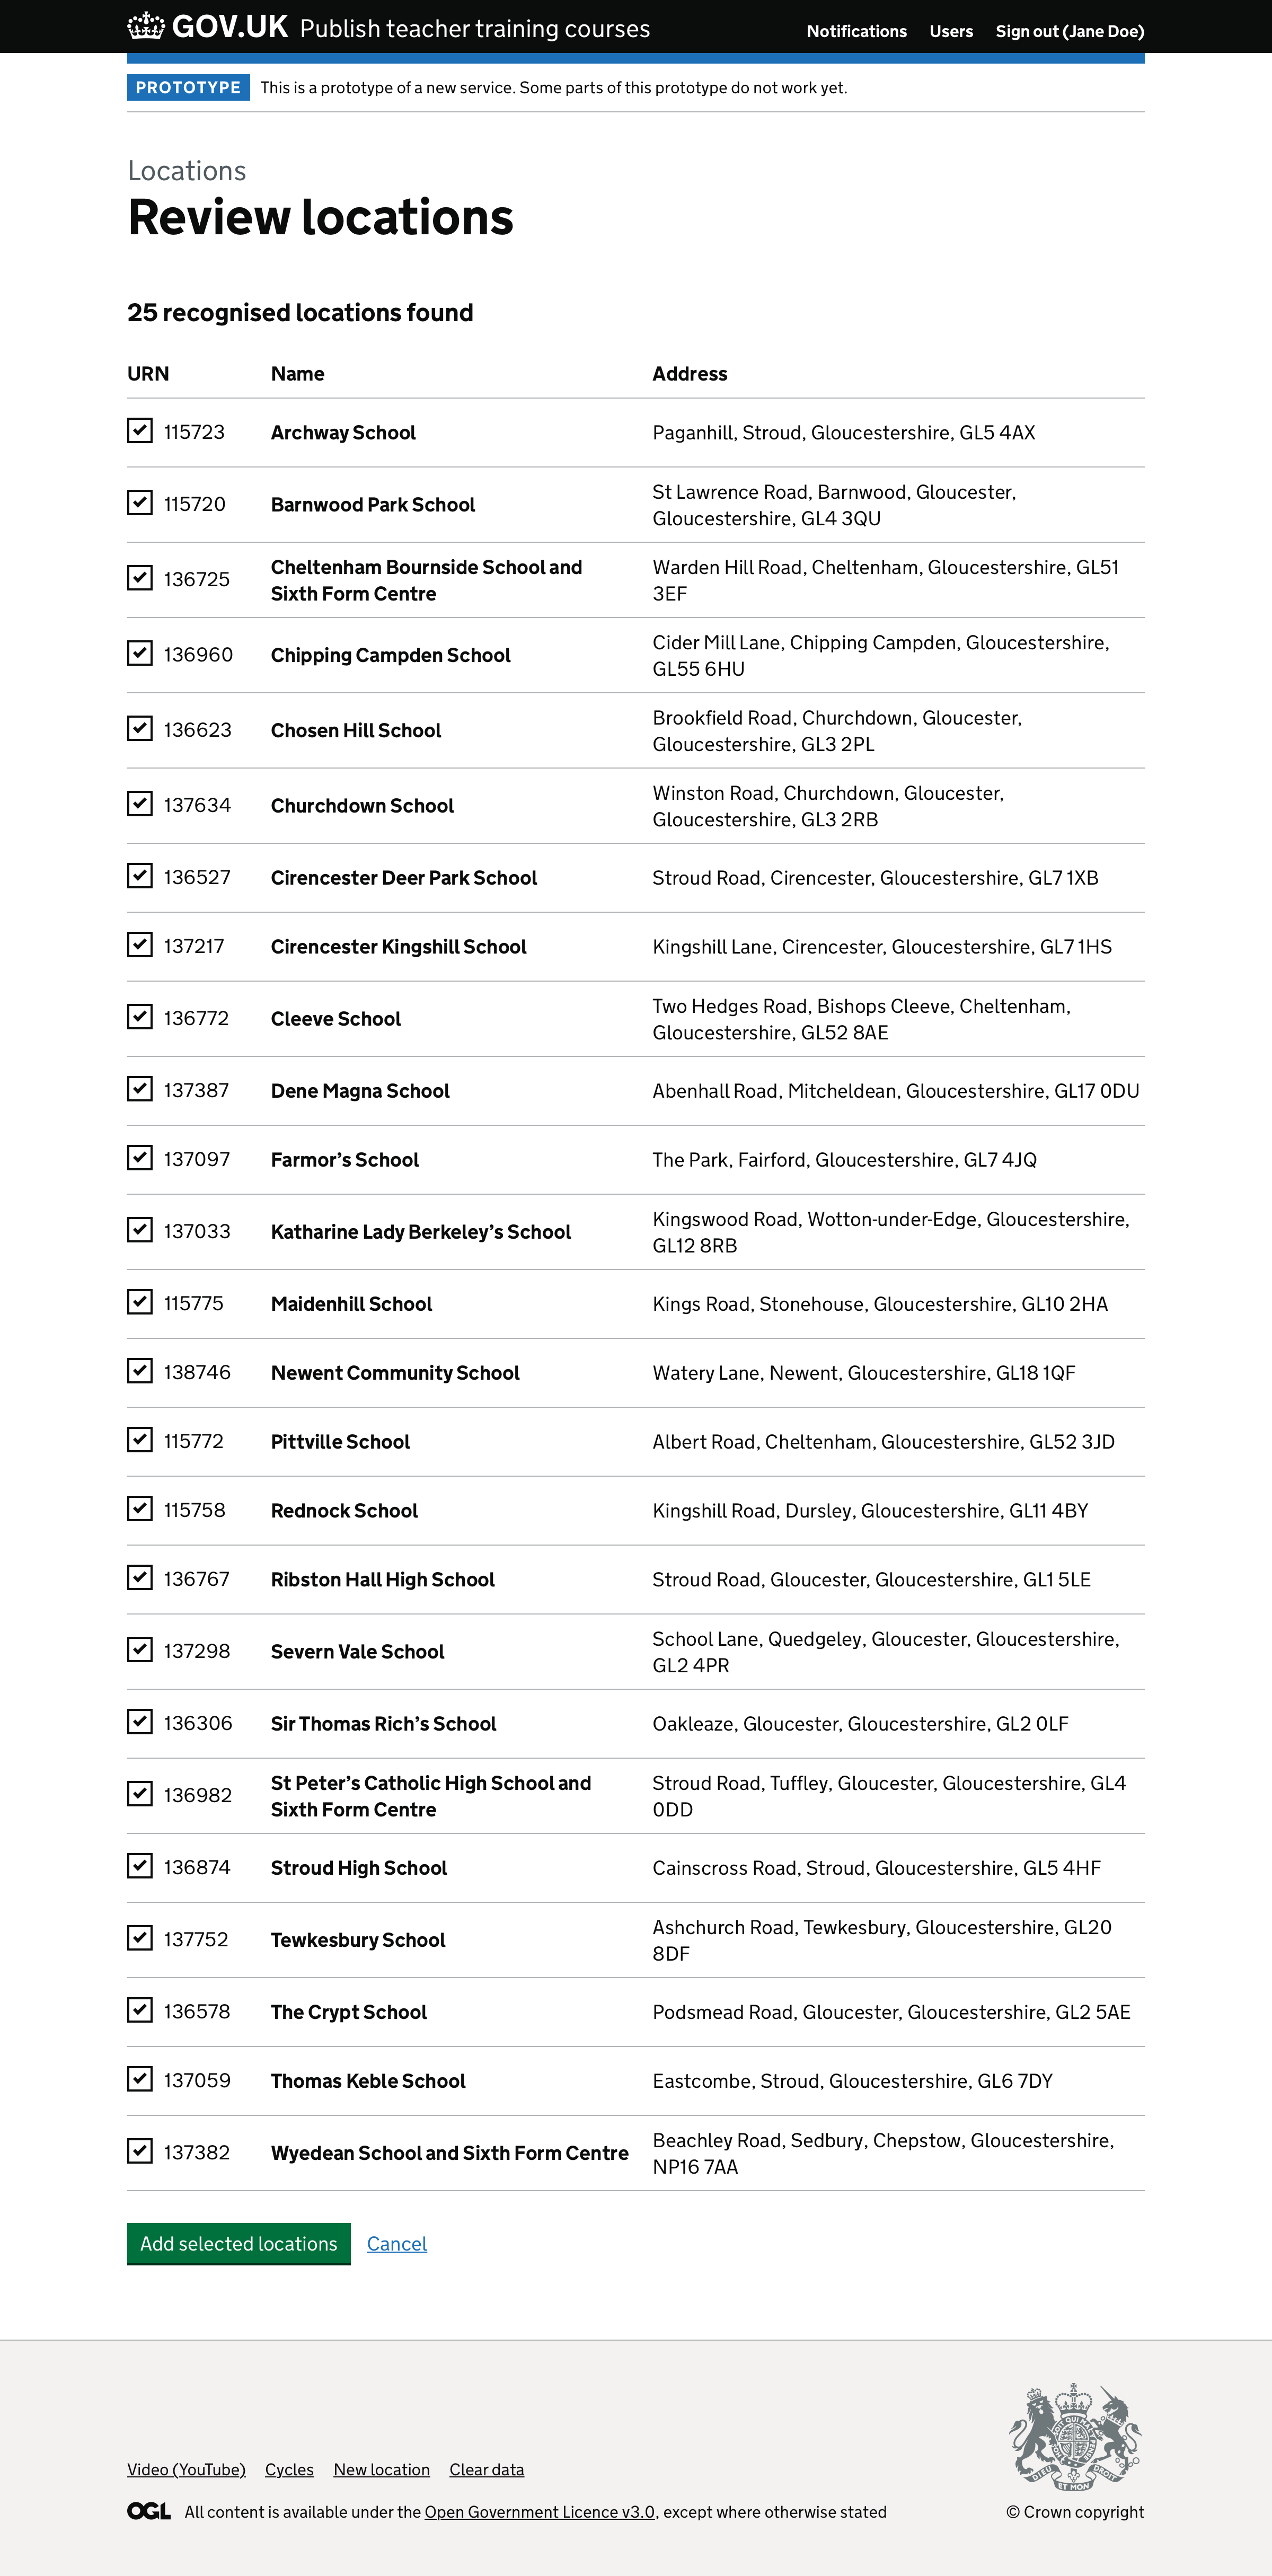 GOV.UK Publish teacher training courses Notifications Users Sign out (Jane Doe)
PROTOTYPE This is a prototype of a new service. Some parts of this prototype do not work yet.
Locations
Review locations
25 recognised locations found
URN Name Address
115723 Archway School Paganhill, Stroud, Gloucestershire, GL5 4AX
115720 Barnwood Park School St Lawrence Road, Barnwood, Gloucester,
Gloucestershire, GL4 3QU
136725 Cheltenham Bournside School and
Sixth Form Centre
Warden Hill Road, Cheltenham, Gloucestershire, GL51
3EF
136960 Chipping Campden School Cider Mill Lane, Chipping Campden, Gloucestershire,
GL55 6HU
136623 Chosen Hill School Brookfield Road, Churchdown, Gloucester,
Gloucestershire, GL3 2PL
137634 Churchdown School Winston Road, Churchdown, Gloucester,
Gloucestershire, GL3 2RB
136527 Cirencester Deer Park School Stroud Road, Cirencester, Gloucestershire, GL7 1XB
137217 Cirencester Kingshill School Kingshill Lane, Cirencester, Gloucestershire, GL7 1HS
136772 Cleeve School Two Hedges Road, Bishops Cleeve, Cheltenham,
Gloucestershire, GL52 8AE
137387 Dene Magna School Abenhall Road, Mitcheldean, Gloucestershire, GL17 0DU
137097 Farmor’s School The Park, Fairford, Gloucestershire, GL7 4JQ
137033 Katharine Lady Berkeley’s School Kingswood Road, Wotton-under-Edge, Gloucestershire,
GL12 8RB
115775 Maidenhill School Kings Road, Stonehouse, Gloucestershire, GL10 2HA
138746 Newent Community School Watery Lane, Newent, Gloucestershire, GL18 1QF
115772 Pittville School Albert Road, Cheltenham, Gloucestershire, GL52 3JD
115758 Rednock School Kingshill Road, Dursley, Gloucestershire, GL11 4BY
136767 Ribston Hall High School Stroud Road, Gloucester, Gloucestershire, GL1 5LE
137298 Severn Vale School School Lane, Quedgeley, Gloucester, Gloucestershire,
GL2 4PR
136306 Sir Thomas Rich’s School Oakleaze, Gloucester, Gloucestershire, GL2 0LF
136982 St Peter’s Catholic High School and
Sixth Form Centre
Stroud Road, Tuffley, Gloucester, Gloucestershire, GL4
0DD
136874 Stroud High School Cainscross Road, Stroud, Gloucestershire, GL5 4HF
137752 Tewkesbury School Ashchurch Road, Tewkesbury, Gloucestershire, GL20
8DF
136578 The Crypt School Podsmead Road, Gloucester, Gloucestershire, GL2 5AE
137059 Thomas Keble School Eastcombe, Stroud, Gloucestershire, GL6 7DY
137382 Wyedean School and Sixth Form Centre Beachley Road, Sedbury, Chepstow, Gloucestershire,
NP16 7AA
Add selected locations Cancel
Video (YouTube) Cycles New location Clear data
DIEU ET MON DROIT
OGL All content is available under the Open Government Licence v3.0, except where otherwise stated © Crown copyright